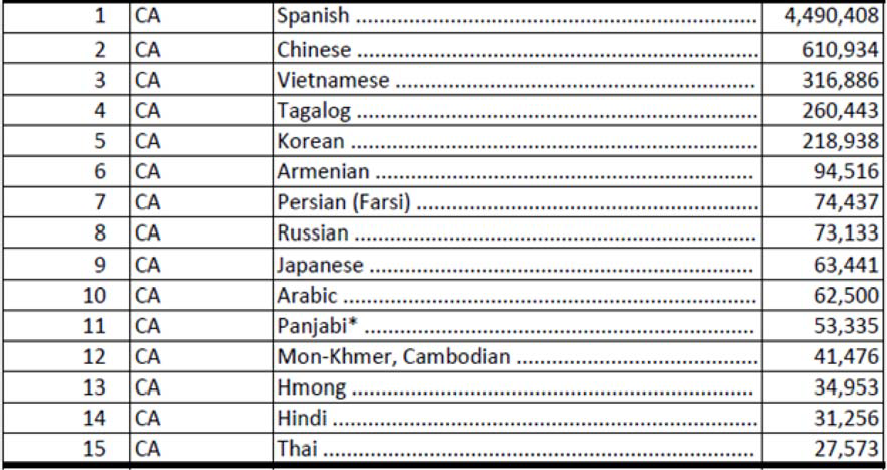 1 CA Spanish ................................................................ 4,490,408
2 CA Chinese ................................................................ 610,934
3 CA Vietnamese ......................................................... 316,886
4 CA Tagalog ................................................................ 260,443
5 CA Korean ................................................................. 218,938
6 CA Armenian ............................................................ 94,516
7 CA Persian (Farsi) ...................................................... 74,437
8 CA Russian ................................................................ 73,133
9 CA Japanese ............................................................. 63,441
10 CA Arabic .................................................................. 62,500
11 CA Panjabi* .............................................................. 53,335
12 CA Mon-Khmer, Cambodian ...................................... 41,476
13 CA Hmong ................................................................ 34,953
14 CA Hindi .................................................................... 31,256
15 CA Thai ..................................................................... 27,573